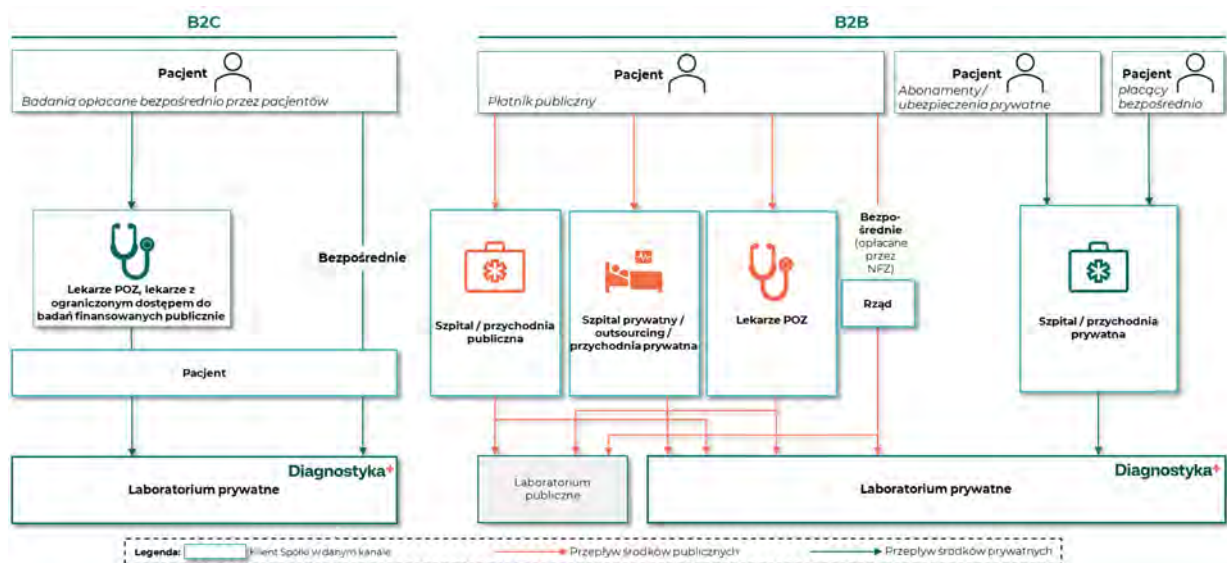 B2C
B2B
Pacjent
Badania opłacane bezpośrednio przez pacjentów
Pacjent
Płatnik publiczny
Pacjent
Abonamenty /
ubezpieczenia prywatne
Pacjent
płacący
bezpośrednio
Lekarze POZ, lekarze z
ograniczonym dostępem do
badań finansowanych publicznie
Bezpośrednie
Szpital / przychodnia
publiczna
Szpital prywatny /
outsourcing /
przychodnia prywatna
Lekarze POZ
Bezpo-
średnie
(opłacane
przez
NFZ)
Rząd
Szpital / przychodnia
prywatna
Pacjent
Diagnostyka+
Laboratorium prywatne
Laboratorium
publiczne
Diagnostyka+
Laboratorium prywatne
Legenda:
Klient Spółki w danym kanale
Przepływ środków publicznych
Przepływ środków prywatnych